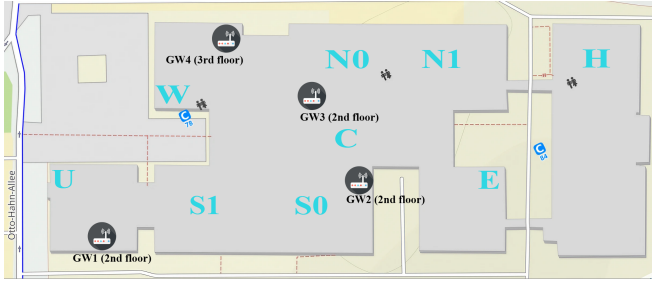 GW4 (3rd floor)
N0
N1
H
W
C
78
GW3 (2nd floor)
C
C
84
U
E
S1
S0
GW2 (2nd floor)
Otto-Hahn-Allee
GW1 (2nd floor)